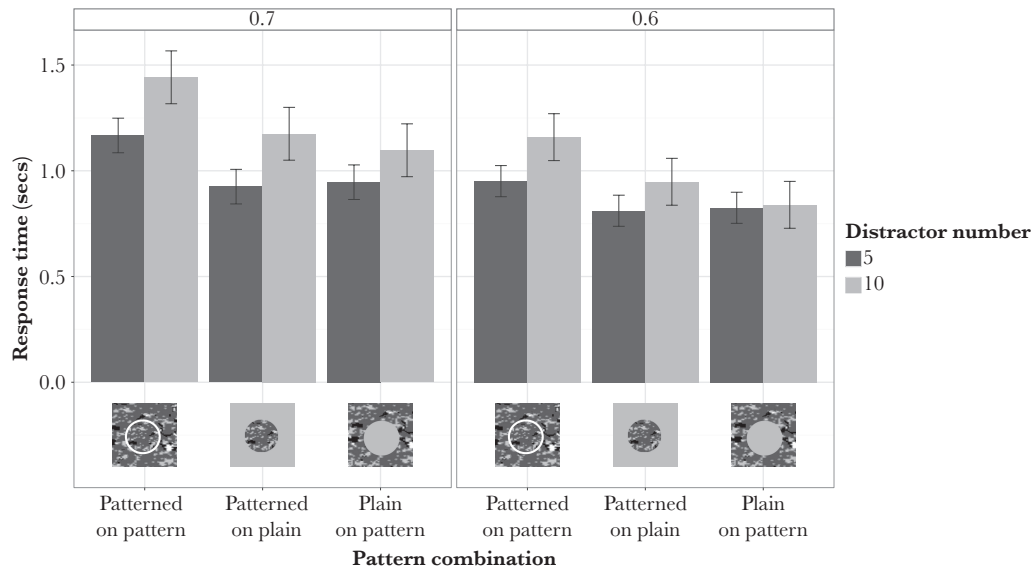 0.7
0.6
1.5
1.0
0.5
0.0
Response time (secs)
Patterned
on pattern
Patterned
on plain
Plain
on pattern
Patterned
on pattern
Patterned
on plain
Plain
on pattern
Pattern combination
Distractor number
5
10